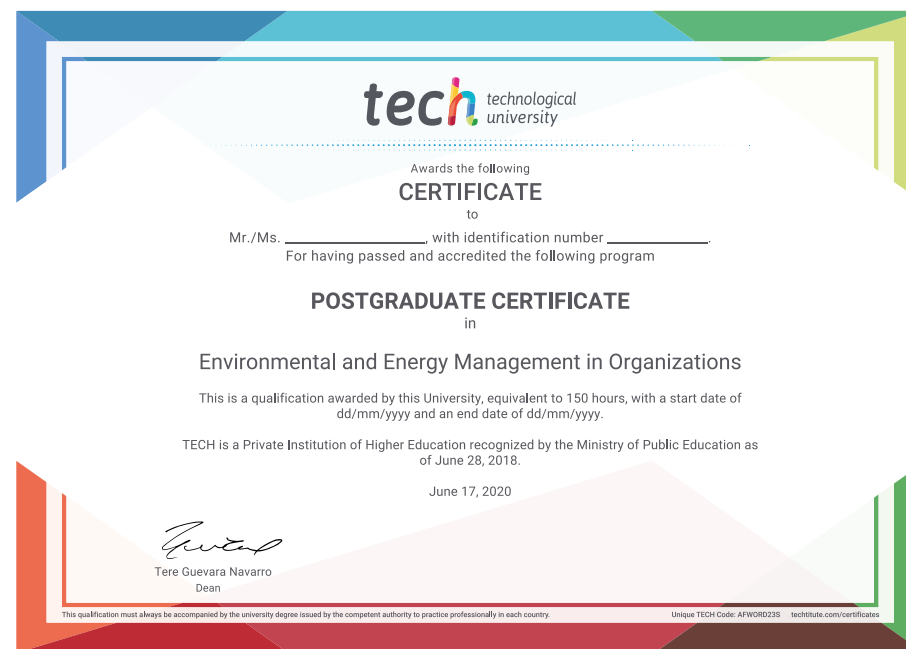 tech technological
university
Awards the following
CERTIFICATE
to
Mr./Ms. ____________________, with identification number ______________.
For having passed and accredited the following program
POSTGRADUATE CERTIFICATE
in
Environmental and Energy Management in Organizations
This is a qualification awarded by this University, equivalent to 150 hours, with a start date of
dd/mm/yyyy and an end date of dd/mm/yyyy.
TECH is a Private Institution of Higher Education recognized by the Ministry of Public Education as
of June 28, 2018.
June 17, 2020
Tere Guevara Navarro
Dean
This qualification must always be accompanied by the university degree issued by the competent authority to practice professionally in each country. Unique TECH Code: AFWORD23S techtitute.com/certificates